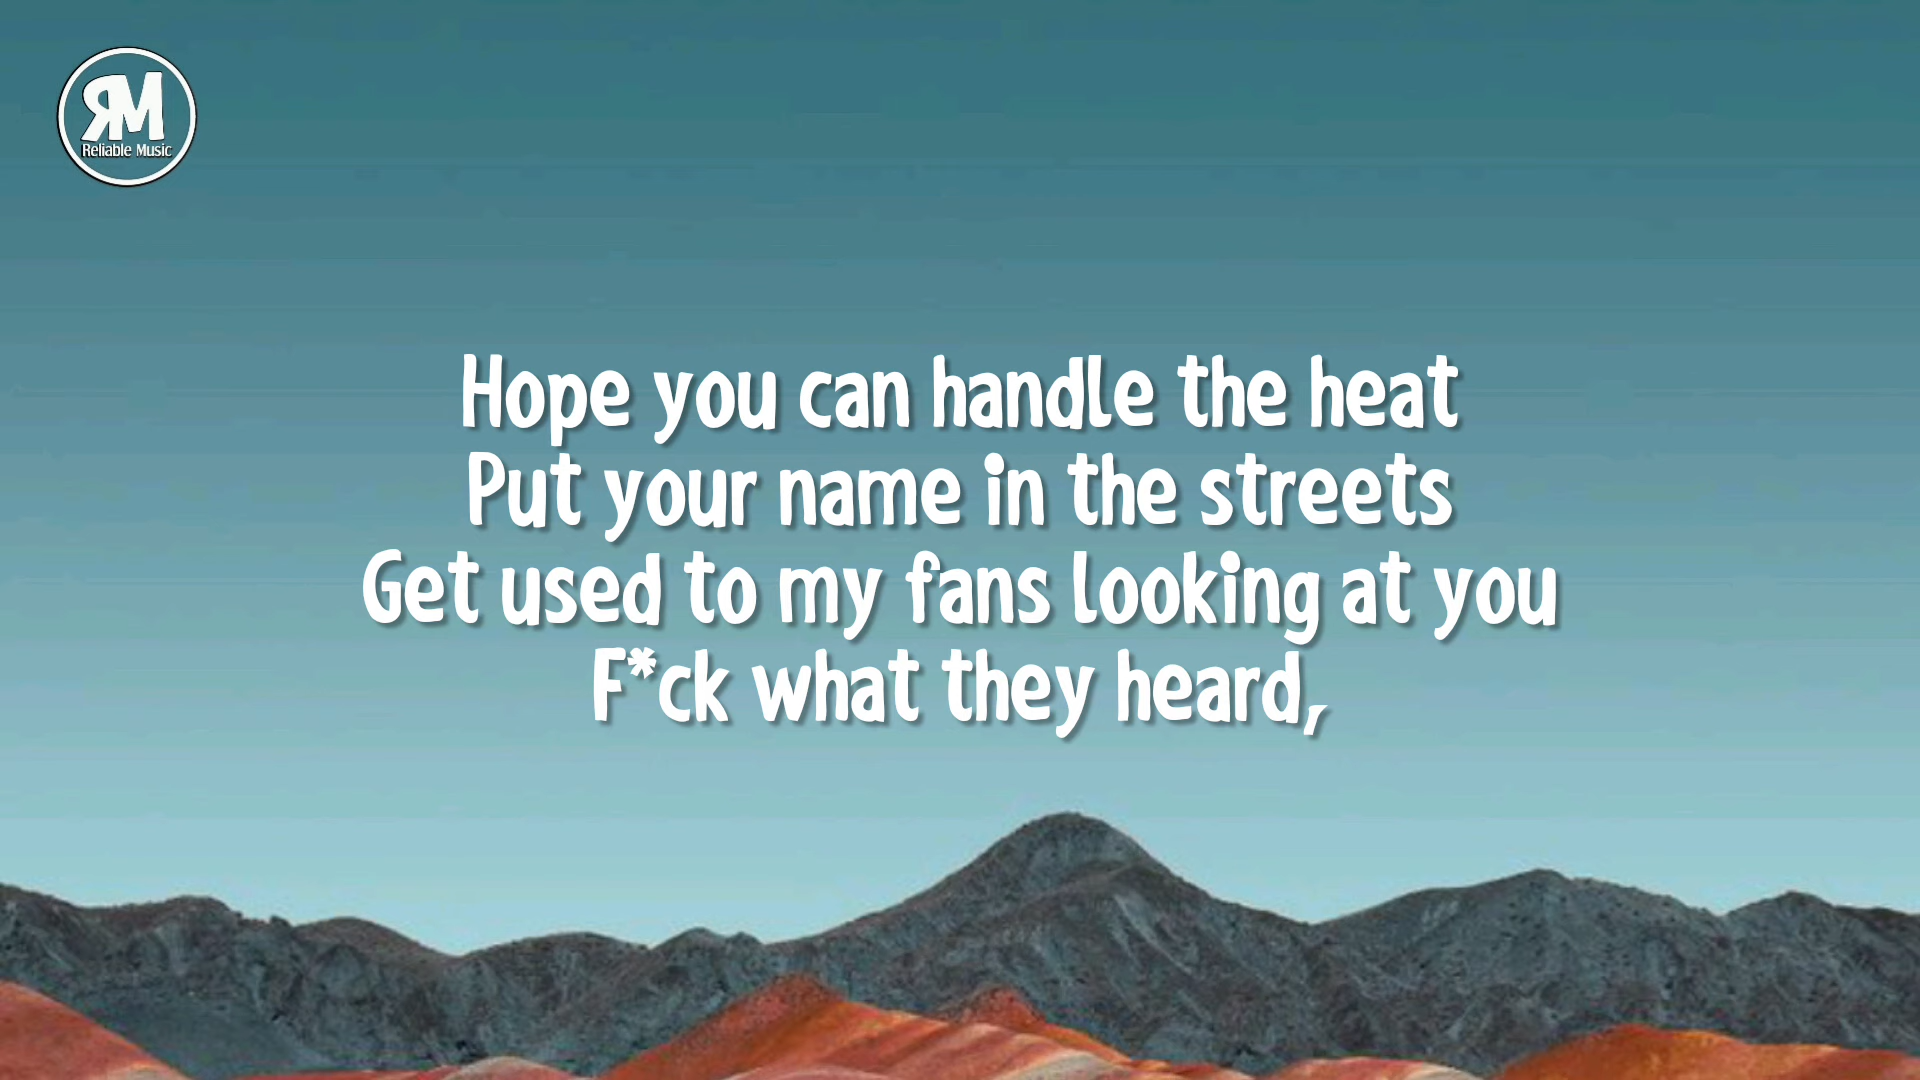 RM
Reliable Music
Hope you can handle the heat
Put your name in the streets
Get used to my fans looking at you
F*ck what they heard,